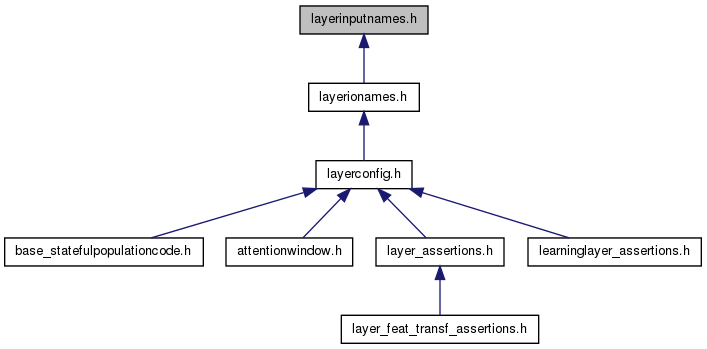 layerinputnames.h
layerionames.h
layerconfig.h
base_statefulpopulationcode.h
attentionwindow.h
layer_assertions.h
learninglayer_assertions.h
layer_feat_transf_assertions.h